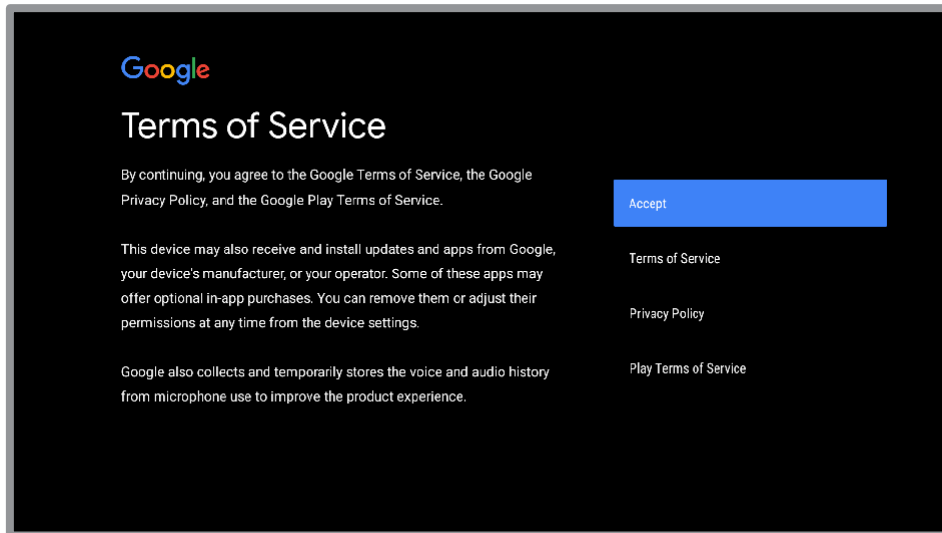 Google
Terms of Service
By continuing, you agree to the Google Terms of Service, the Google
Privacy Policy, and the Google Play Terms of Service.
This device may also receive and install updates and apps from Google,
your device's manufacturer, or your operator. Some of these apps may
offer optional in-app purchases. You can remove them or adjust their
permissions at any time from the device settings.
Google also collects and temporarily stores the voice and audio history
from microphone use to improve the product experience.
Accept
Terms of Service
Privacy Policy
Play Terms of Service